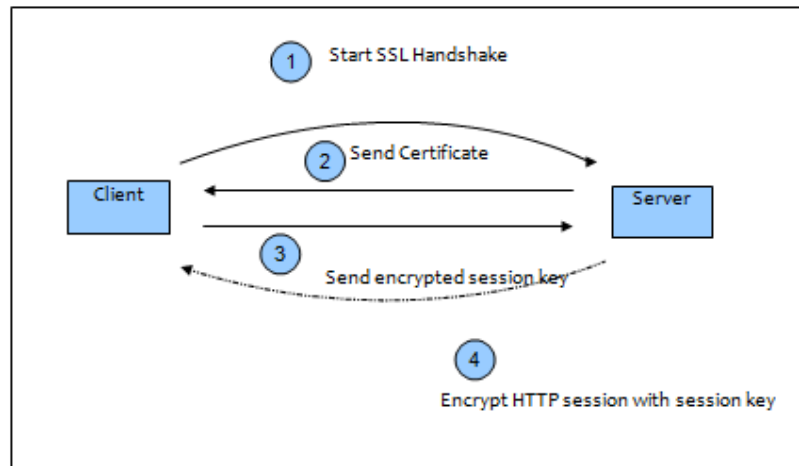 1 Start SSL Handshake
2 Send Certificate
Client
Server
3
Send encrypted session key
4
Encrypt HTTP session with session key